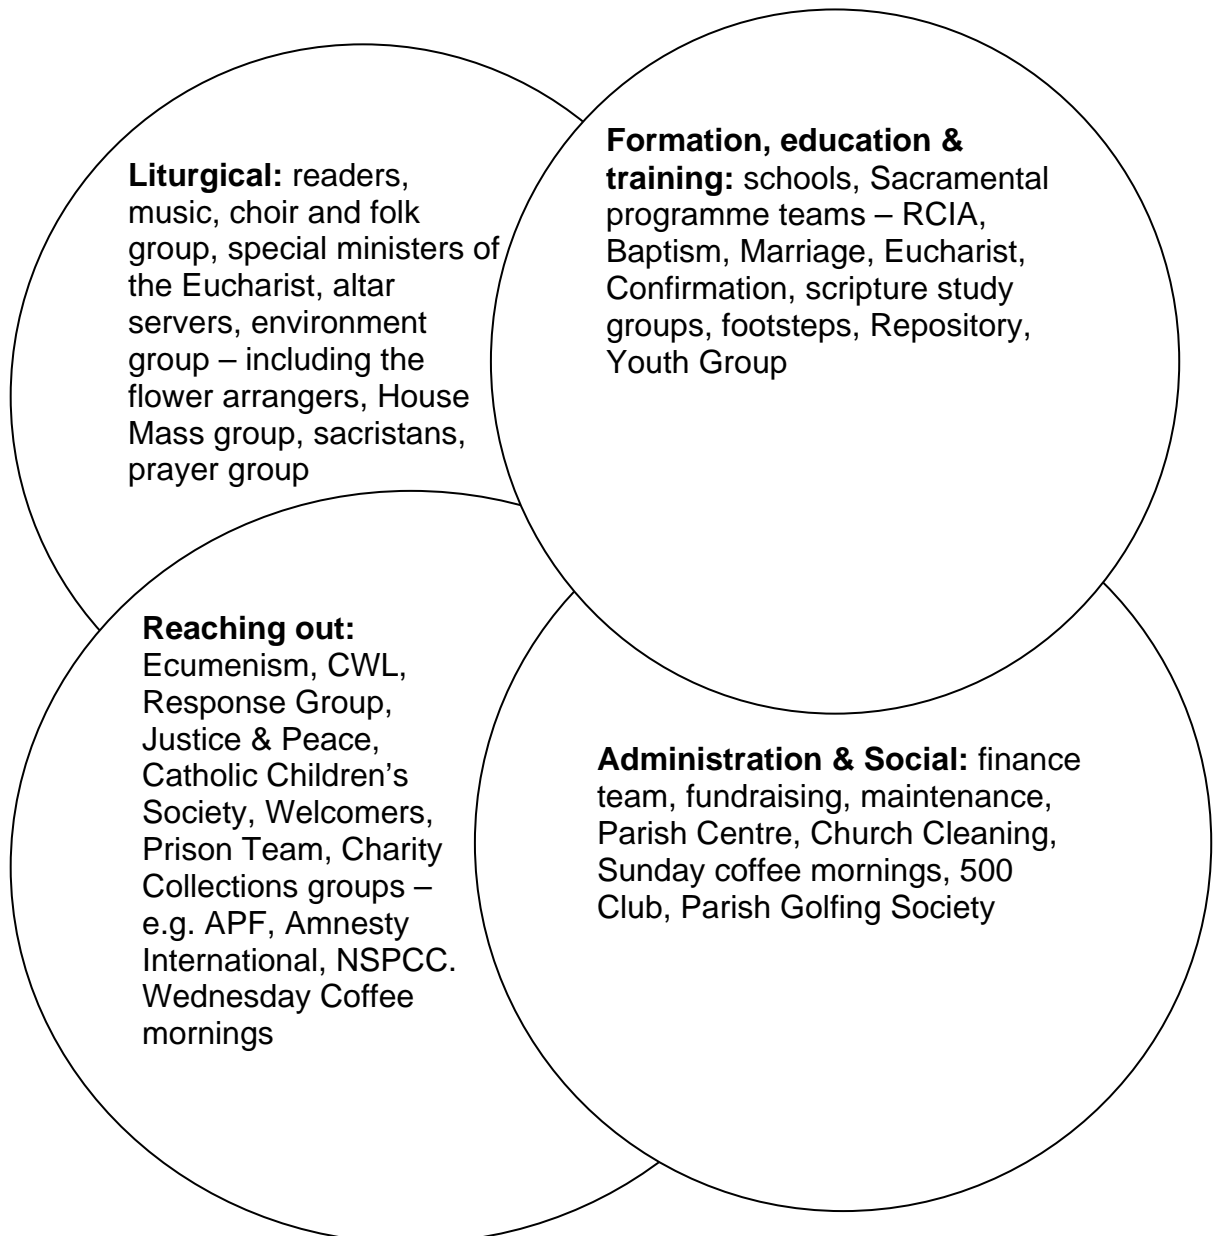 Liturgical: readers,
music, choir and folk
group, special ministers of
the Eucharist, altar
servers, environment
group – including the
flower arrangers, House
Mass group, sacristans,
prayer group
Formation, education &
training: schools, Sacramental
programme teams – RCIA,
Baptism, Marriage, Eucharist,
Confirmation, scripture study
groups, footsteps, Repository,
Youth Group
Reaching out:
Ecumenism, CWL,
Response Group,
Justice & Peace,
Catholic Children’s
Society, Welcomers,
Prison Team, Charity
Collections groups –
e.g. APF, Amnesty
International, NSPCC.
Wednesday Coffee
mornings
Administration & Social: finance
team, fundraising, maintenance,
Parish Centre, Church Cleaning,
Sunday coffee mornings, 500
Club, Parish Golfing Society